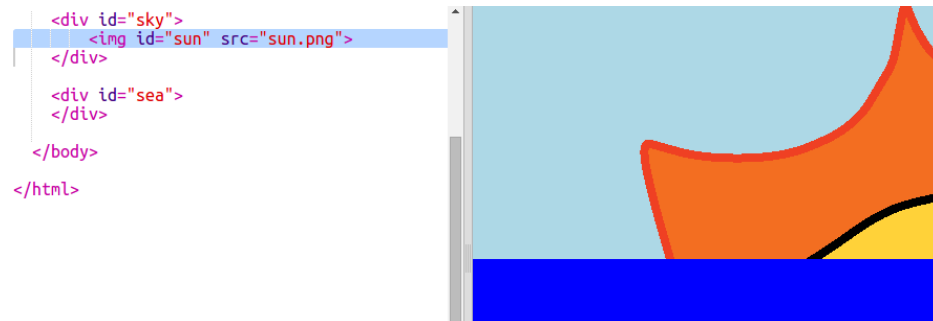 <div id="sky">
<img id="sun" src="sun.png">
</div>
<div id="sea">
</div>
</body>
</html>